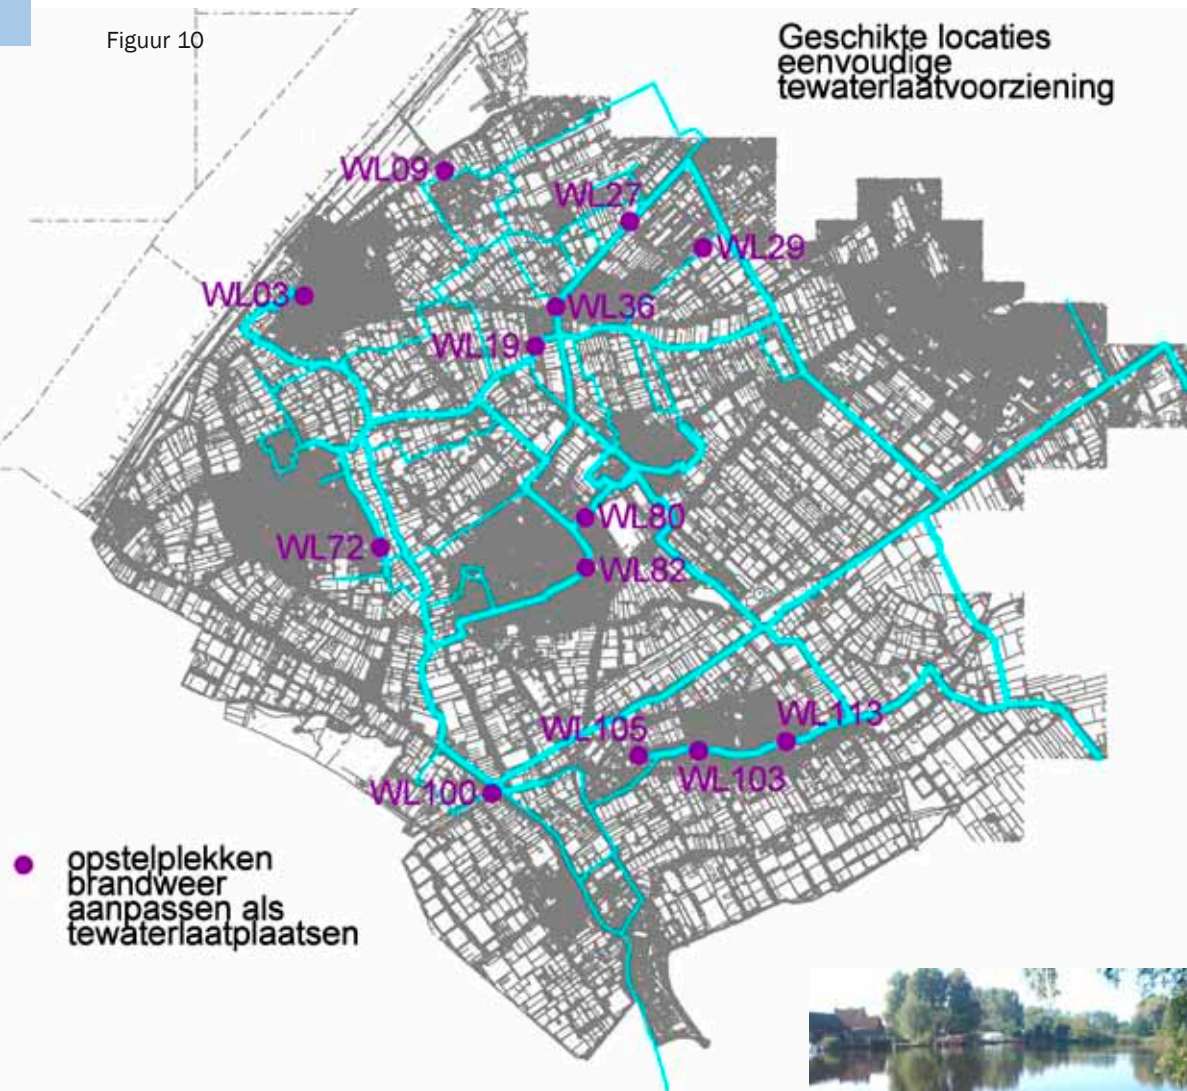 Figuur 10
Geschikte locaties
eenvoudige
tewaterlaatvoorziening
WL09
WL27
WL29
WL03
WL36
WL19
WL80
WL72
WL82
WL113
WL105
WL103
WL100
opstelplekken
brandweer
aanpassen als
tewaterlaatplaatsen